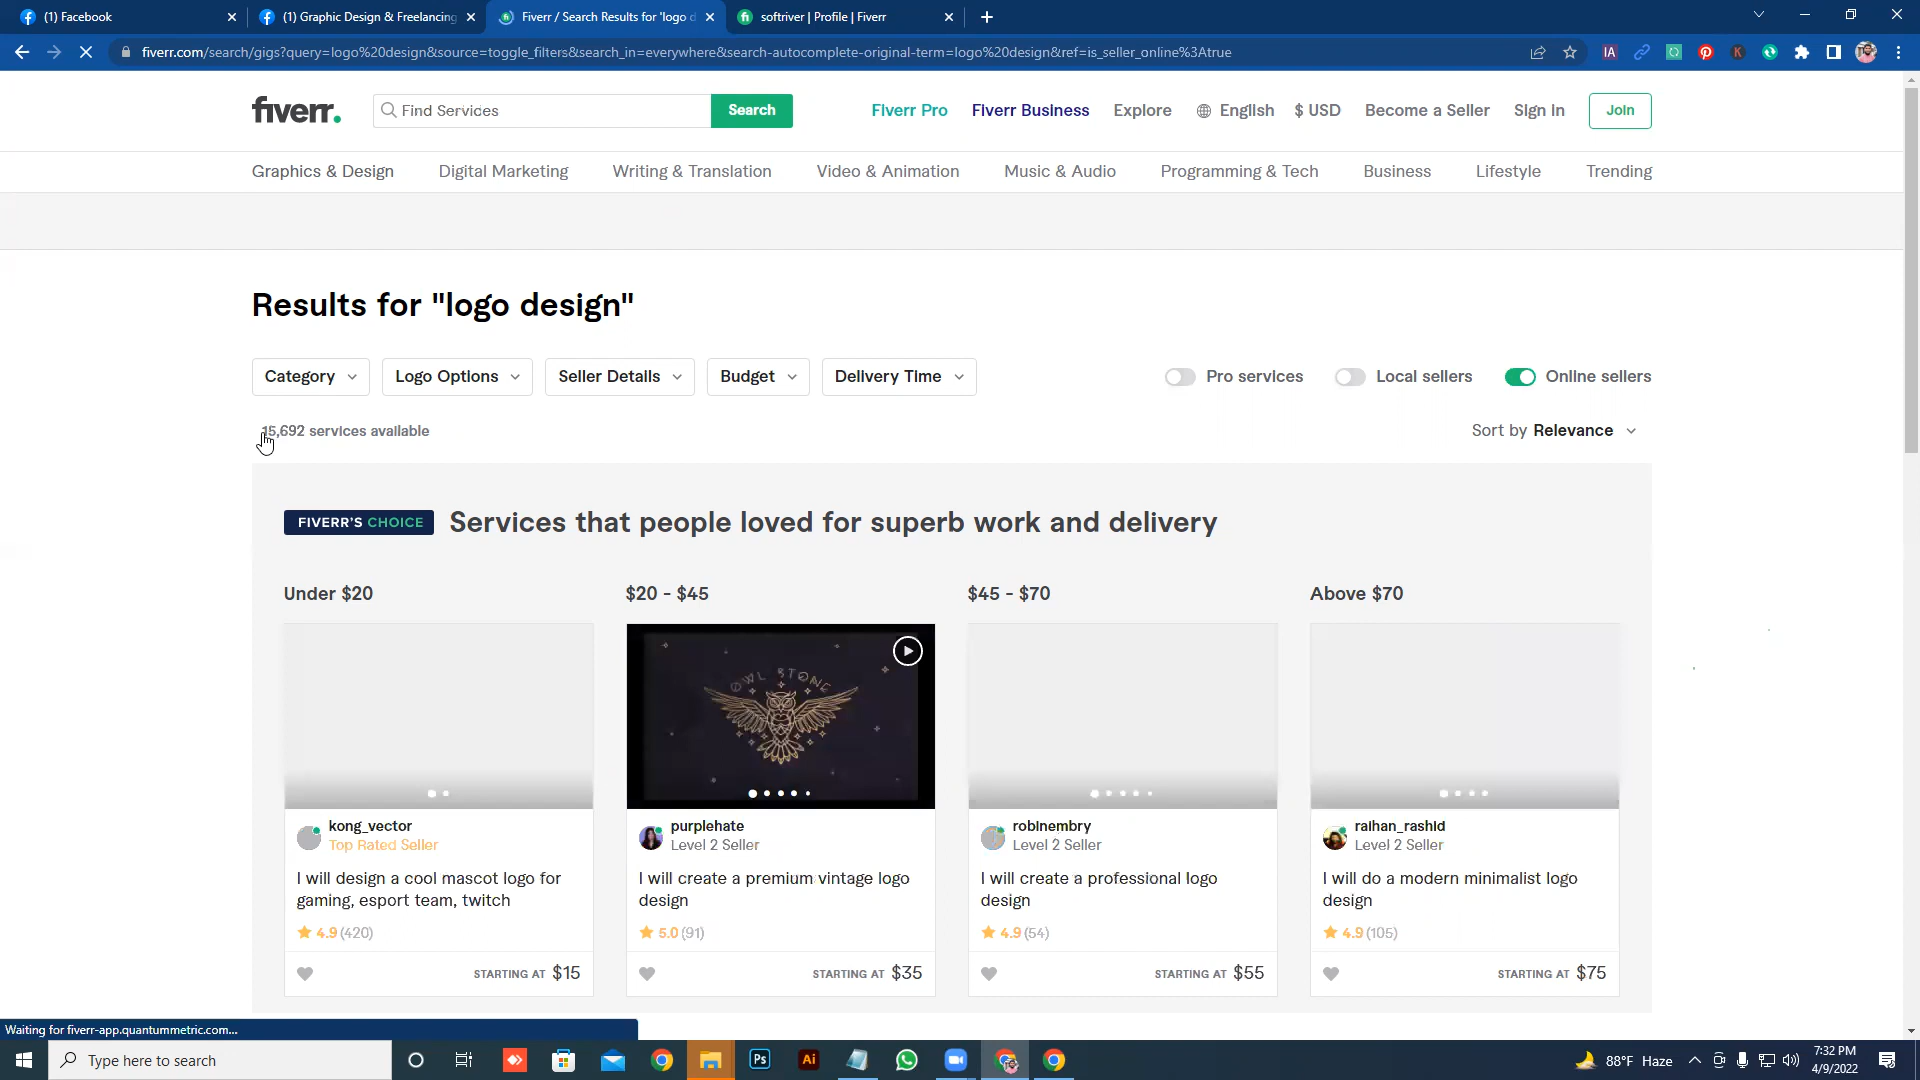 (1) Facebook
(1) Graphic Design & Freelancing
Fiverr / Search Results for 'logo d
softriver | Profile | Fiverr
fiverr.com/search/gigs?query=logo%20design&source=toggle_filters&search_in=everywhere&search-autocomplete-original-term=logo%20design&ref=is_seller_online%3Atrue
IA
K
fiverr.
Find Services
Search
Fiverr Pro
Fiverr Business
Explore
English
$ USD
Become a Seller
Sign in
Join
Graphics & Design
Digital Marketing
Writing & Translation
Video & Animation
Music & Audio
Programming & Tech
Business
Lifestyle
Trending
Results for "logo design"
Category
Logo Options
Seller Details
Budget
Delivery Time
Pro services
Local sellers
Online sellers
15,692 services available
Sort by Relevance
FIVERR'S CHOICE
Services that people loved for superb work and delivery
Under $20
$20 - $45
$45 - $70
Above $70
OWL STONE
kong_vector
Top Rated Seller
I will design a cool mascot logo for
gaming, esport team, twitch
4.9 (420)
STARTING AT $15
purplehate
Level 2 Seller
I will create a premium vintage logo
design
5.0 (91)
STARTING AT $35
robinembry
Level 2 Seller
I will create a professional logo
design
4.9 (54)
STARTING AT $55
raihan_rashid
Level 2 Seller
I will do a modern minimalist logo
design
4.9 (105)
STARTING AT $75
Waiting for fiverr-app.quantummetric.com...
Type here to search
Ps
Ai
88°F Haze
7:32 PM
4/9/2022